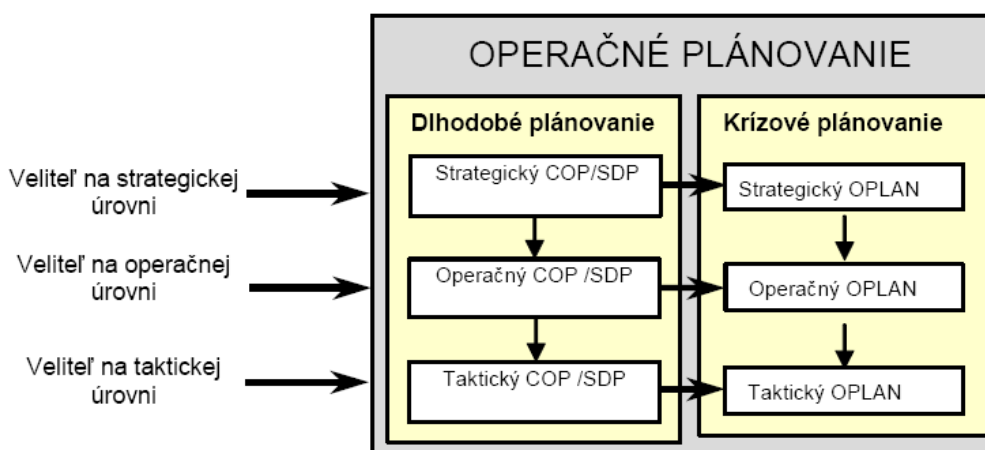 OPERAČNÉ PLÁNOVANIE
Dlhodobé plánovanie
Krízové plánovanie
Veliteľ na strategickej
úrovni
Strategický COP/SDP
Strategický OPLAN
Veliteľ na operačnej
úrovni
Operačný COP /SDP
Operačný OPLAN
Veliteľ na taktickej
úrovni
Taktický COP /SDP
Taktický OPLAN